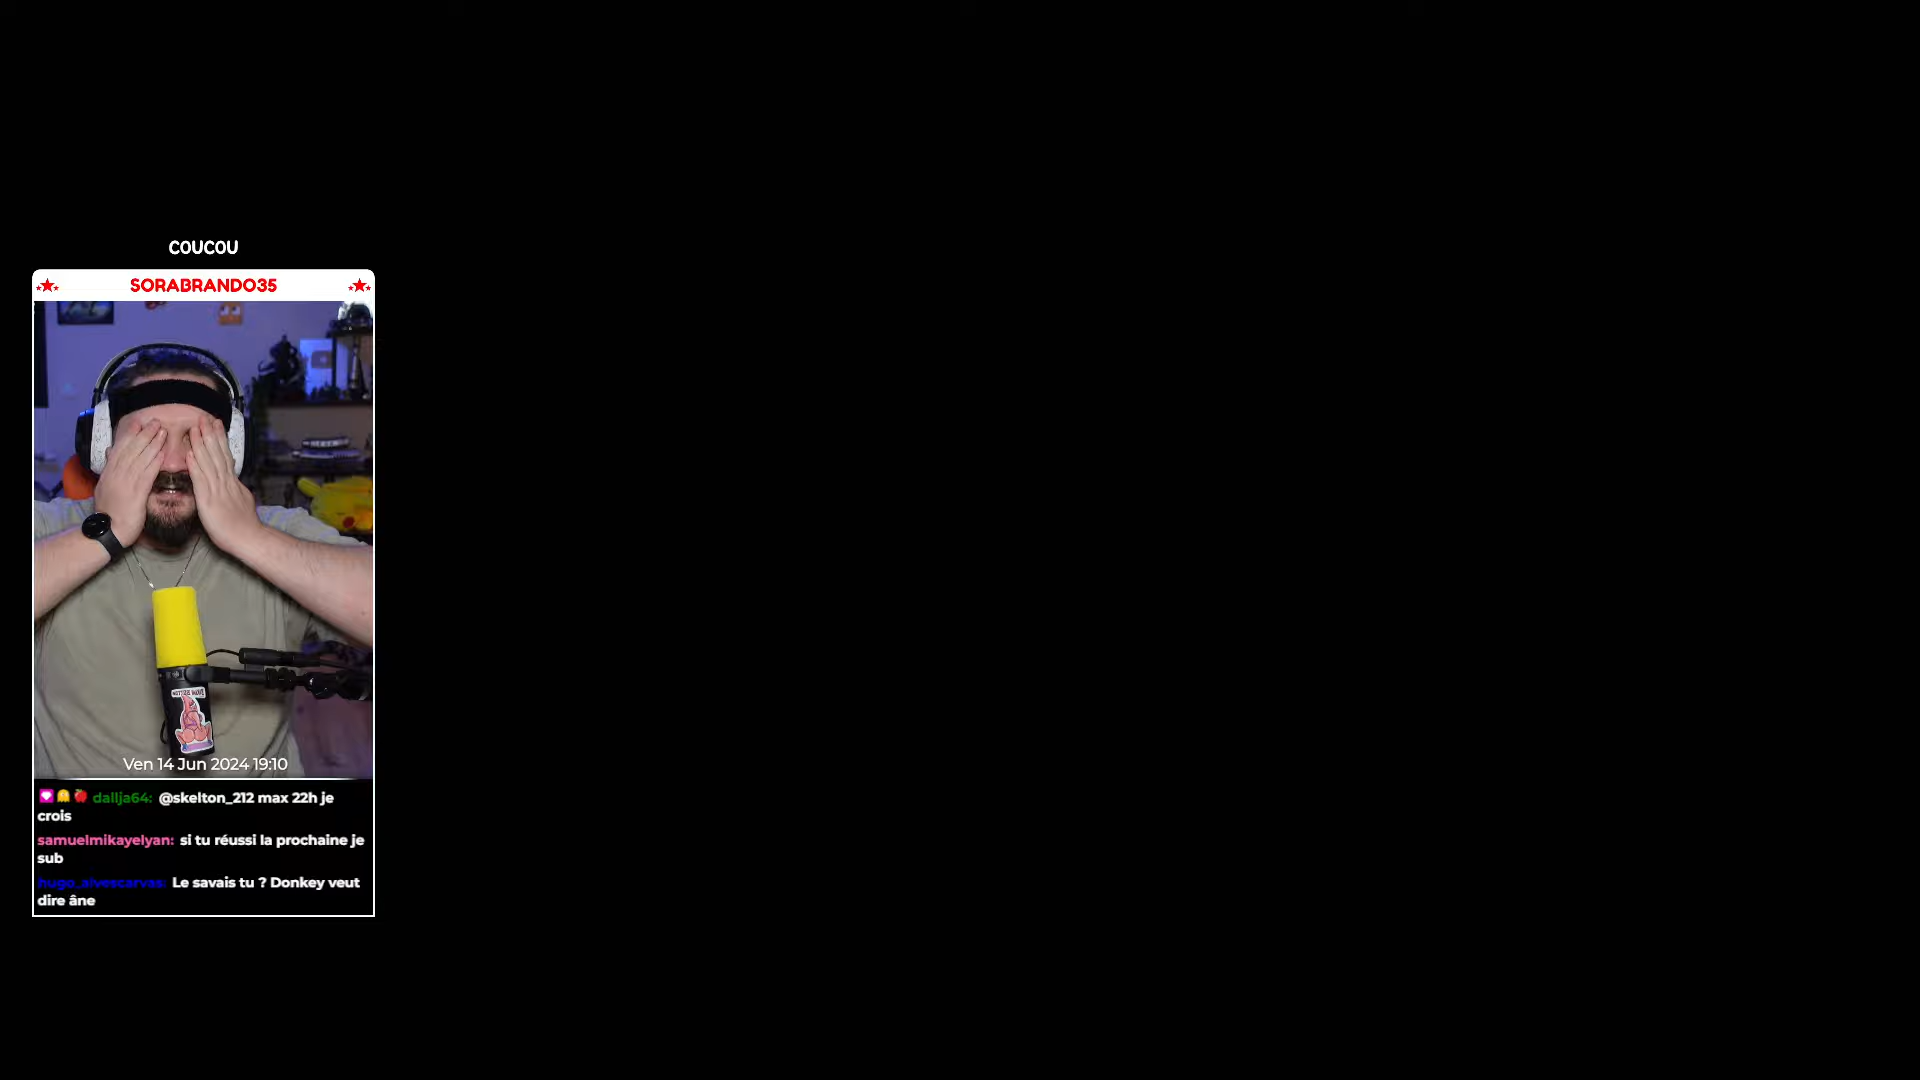 COUCOU
SORABRANDO35
Ven 14 Jun 2024 19:10
dallja64: @skelton_212 max 22h je
crois
samuelmikayelyan: si tu réussi la prochaine je
sub
hugo_alvescarvas: Le savais tu ? Donkey veut
dire âne